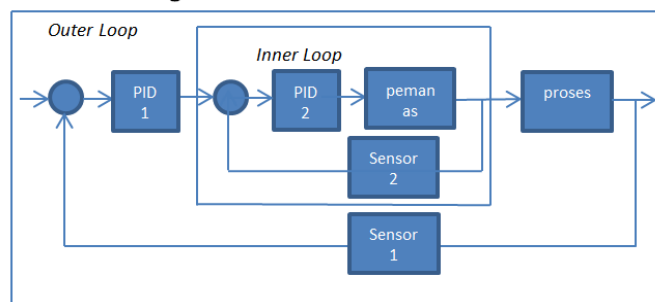 Outer Loop
Inner Loop
PID
1
PID
2
peman
as
proses
Sensor
2
Sensor
1